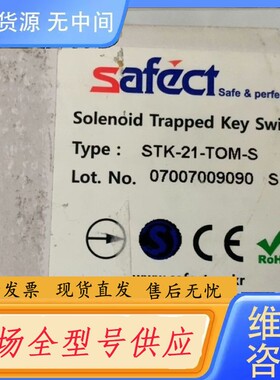 货源 无中间
safect
Safe & perfe
Solenoid Trapped Key Swi
Type : STK-21-TOM-S
Lot. No. 07007009090 S
S
CE
RoH
发票 现货直发 售后无忧
维
场全型号供应
咨